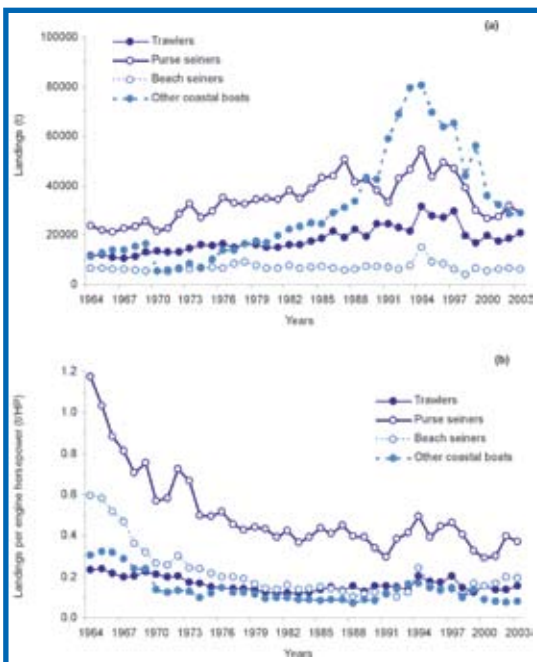 (a)
Trawlers
Purse seiners
Beach seiners
Other coastal boats
Landings (t)
100000
80000
60000
40000
20000
0
1964 1967 1970 1973 1976 1979 1982 1985 1988 1991 1994 1997 2000 2003
Years
(b)
Trawlers
Purse seiners
Beach seiners
Other coastal boats
Landings per engine horsepower (t/HP)
1.2
1.0
0.8
0.6
0.4
0.2
0.0
1964 1967 1970 1973 1976 1979 1982 1985 1988 1991 1994 1997 2000 2003
Years